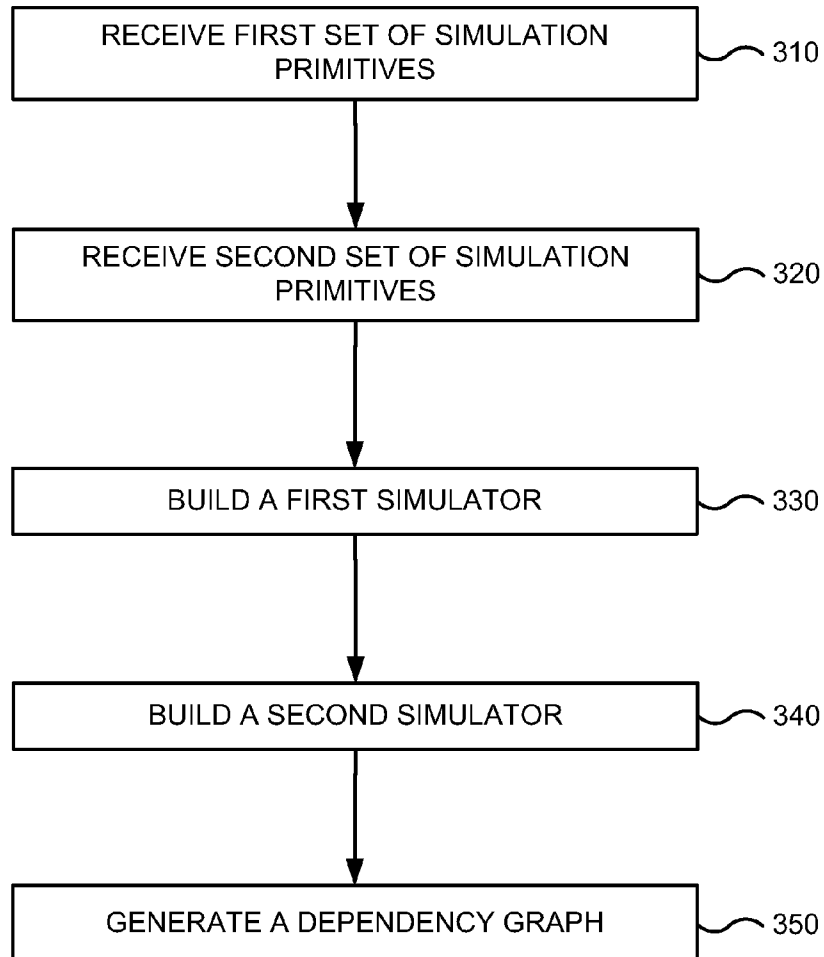 RECEIVE FIRST SET OF SIMULATION
PRIMITIVES
310
RECEIVE SECOND SET OF SIMULATION
PRIMITIVES
320
BUILD A FIRST SIMULATOR
330
BUILD A SECOND SIMULATOR
340
GENERATE A DEPENDENCY GRAPH
350